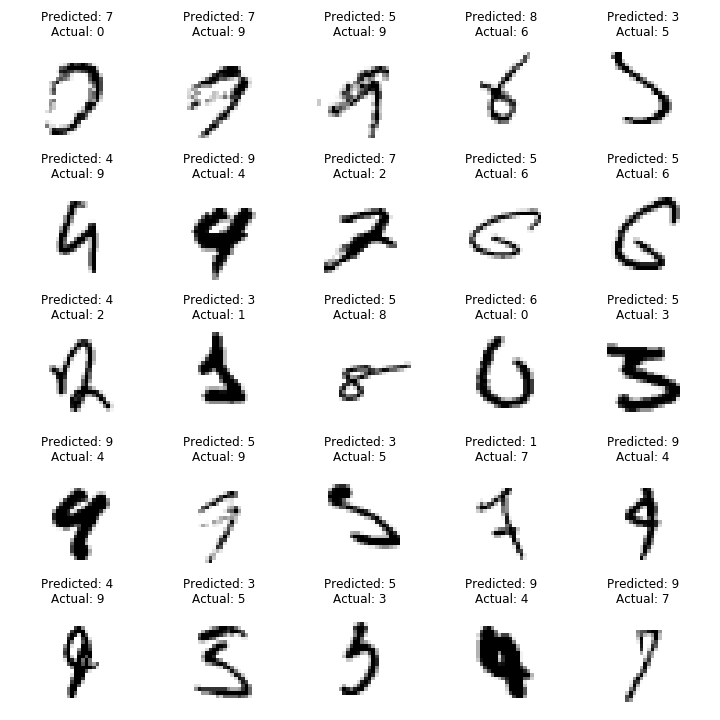 Predicted: 7 Predicted: 7 Predicted: 5 Predicted: 8 Predicted: 3
Actual: 0 Actual: 9 Actual: 9 Actual: 6 Actual: 5
Predicted: 4 Predicted: 9 Predicted: 7 Predicted: 5 Predicted: 5
Actual: 9 Actual: 4 Actual: 2 Actual: 6 Actual: 6
Predicted: 4 Predicted: 3 Predicted: 5 Predicted: 6 Predicted: 5
Actual: 2 Actual: 1 Actual: 8 Actual: 0 Actual: 3
Predicted: 9 Predicted: 5 Predicted: 3 Predicted: 1 Predicted: 9
Actual: 4 Actual: 9 Actual: 5 Actual: 7 Actual: 4
Predicted: 4 Predicted: 3 Predicted: 5 Predicted: 9 Predicted: 9
Actual: 9 Actual: 5 Actual: 3 Actual: 4 Actual: 7